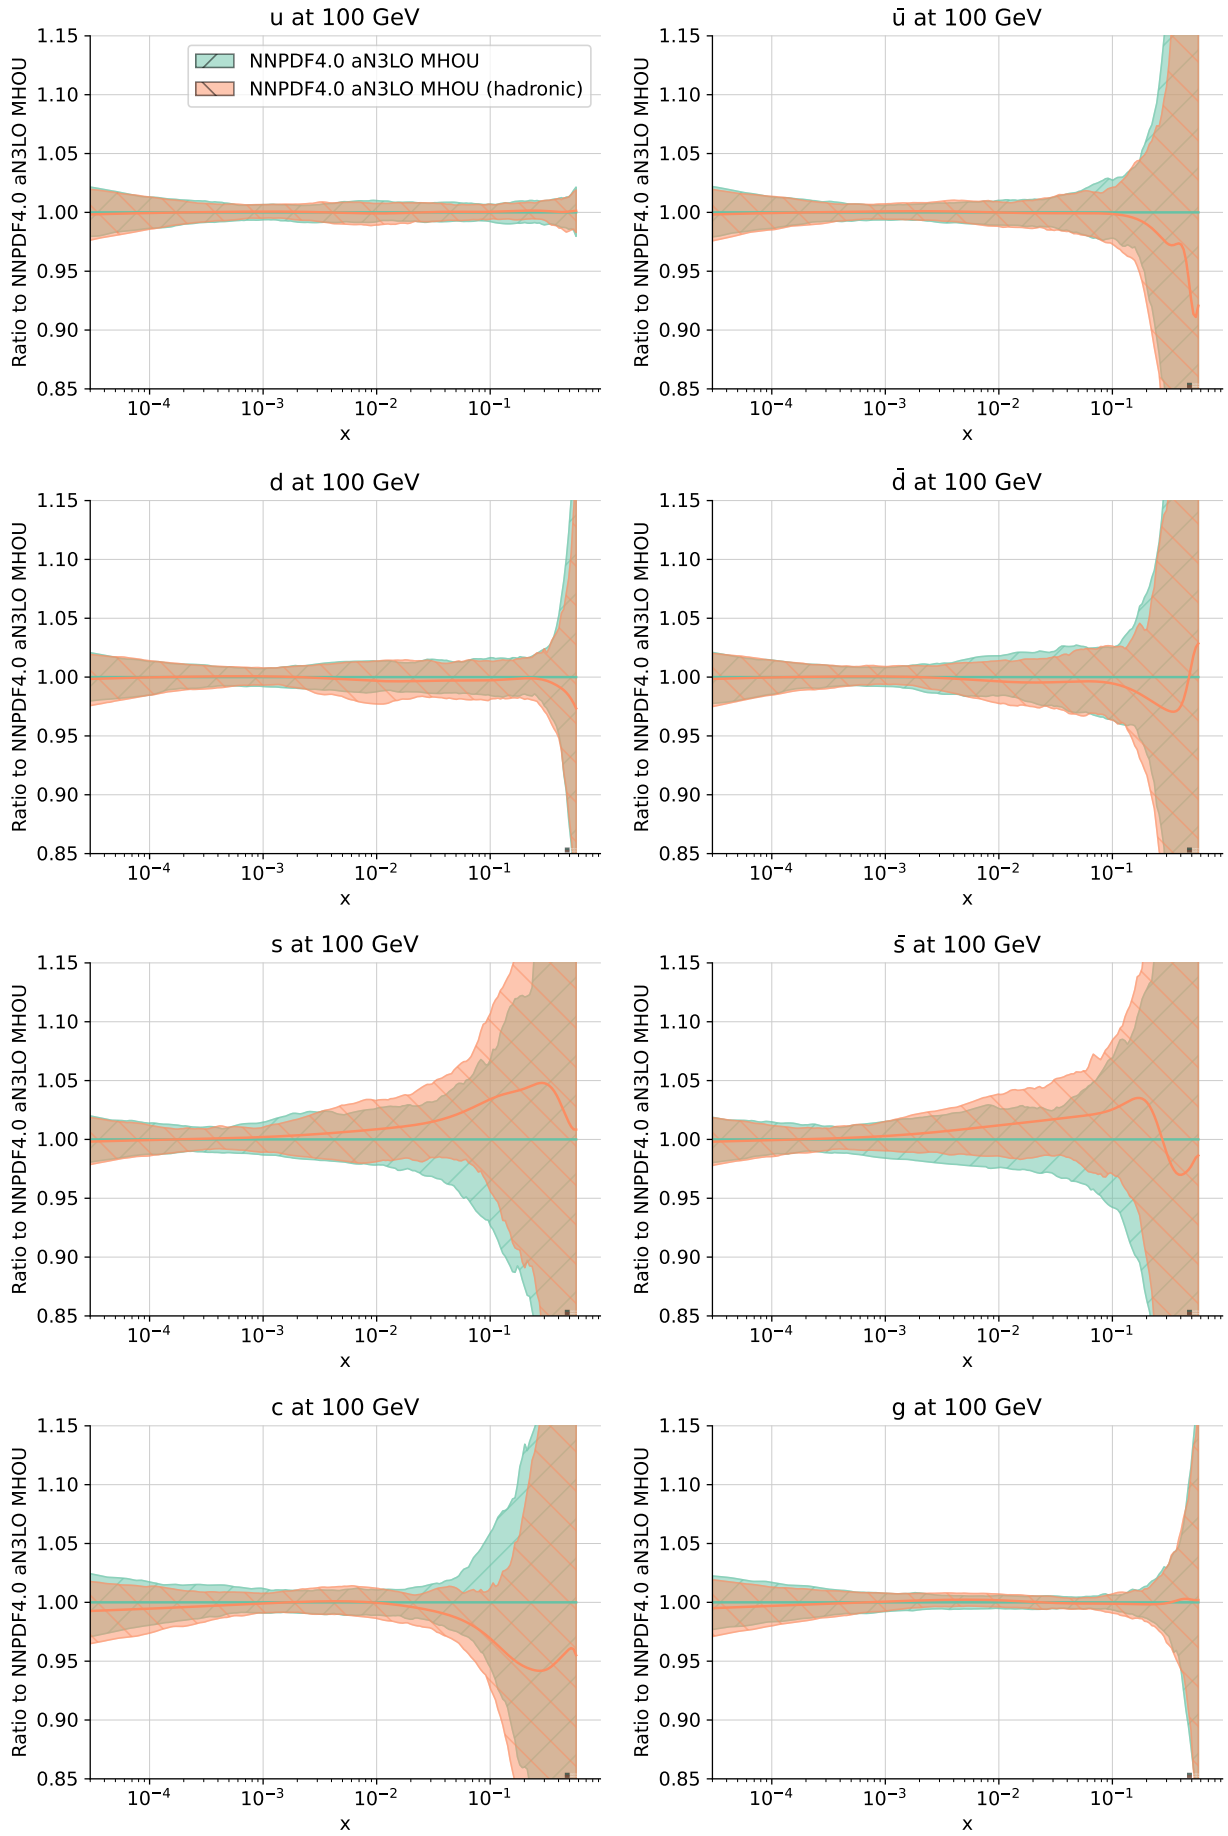 u at 100 GeV
Ratio to NNPDF4.0 aN3LO MHOU
1.15
1.10
1.05
1.00
0.95
0.90
0.85
NNPDF4.0 aN3LO MHOU
NNPDF4.0 aN3LO MHOU (hadronic)
10⁻⁴ 10⁻³ 10⁻² 10⁻¹
x
ū at 100 GeV
Ratio to NNPDF4.0 aN3LO MHOU
1.15
1.10
1.05
1.00
0.95
0.90
0.85
10⁻⁴ 10⁻³ 10⁻² 10⁻¹
x
d at 100 GeV
Ratio to NNPDF4.0 aN3LO MHOU
1.15
1.10
1.05
1.00
0.95
0.90
0.85
10⁻⁴ 10⁻³ 10⁻² 10⁻¹
x
d̄ at 100 GeV
Ratio to NNPDF4.0 aN3LO MHOU
1.15
1.10
1.05
1.00
0.95
0.90
0.85
10⁻⁴ 10⁻³ 10⁻² 10⁻¹
x
s at 100 GeV
Ratio to NNPDF4.0 aN3LO MHOU
1.15
1.10
1.05
1.00
0.95
0.90
0.85
10⁻⁴ 10⁻³ 10⁻² 10⁻¹
x
s̄ at 100 GeV
Ratio to NNPDF4.0 aN3LO MHOU
1.15
1.10
1.05
1.00
0.95
0.90
0.85
10⁻⁴ 10⁻³ 10⁻² 10⁻¹
x
c at 100 GeV
Ratio to NNPDF4.0 aN3LO MHOU
1.15
1.10
1.05
1.00
0.95
0.90
0.85
10⁻⁴ 10⁻³ 10⁻² 10⁻¹
x
g at 100 GeV
Ratio to NNPDF4.0 aN3LO MHOU
1.15
1.10
1.05
1.00
0.95
0.90
0.85
10⁻⁴ 10⁻³ 10⁻² 10⁻¹
x